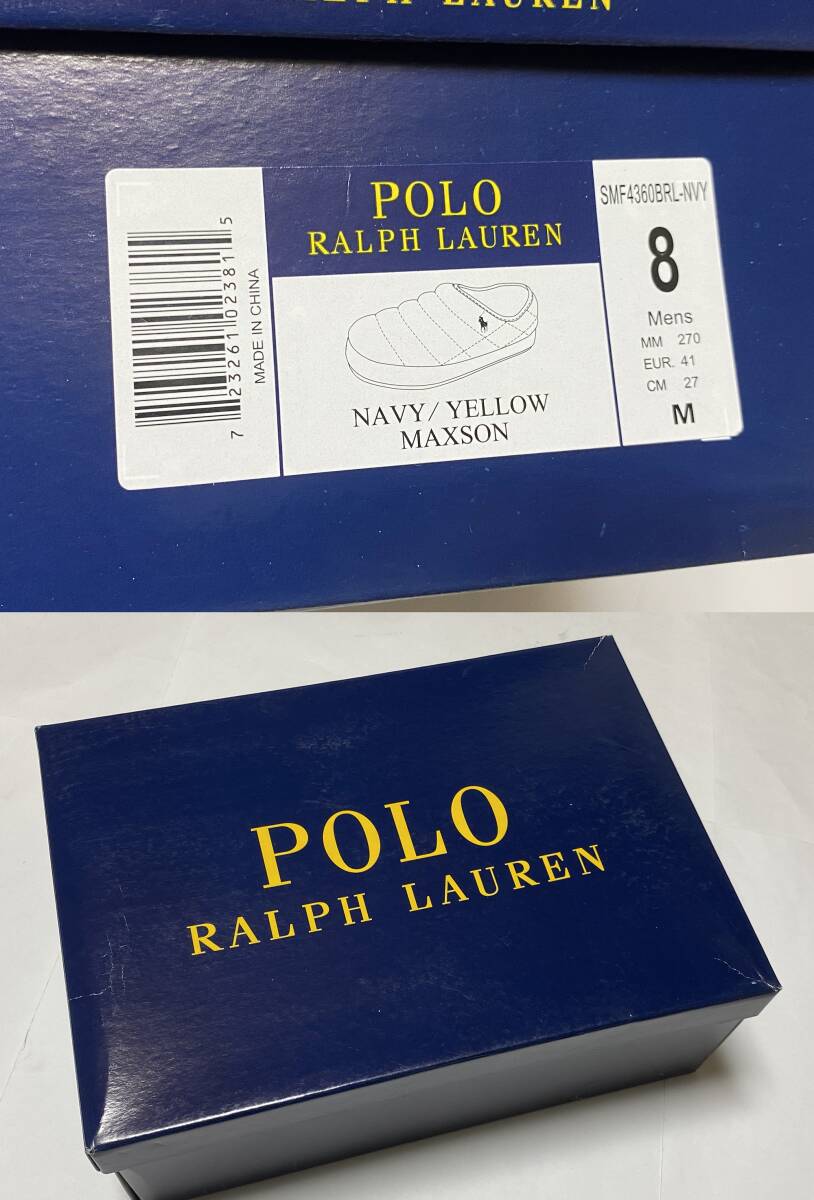 RALPH LAUREN
7 23261 02381 5
MADE IN CHINA
POLO
RALPH LAUREN
NAVY/ YELLOW
MAXSON
SMF4360BRL-NVY
8
Mens
MM 270
EUR. 41
CM 27
M
POLO
RALPH LAUREN